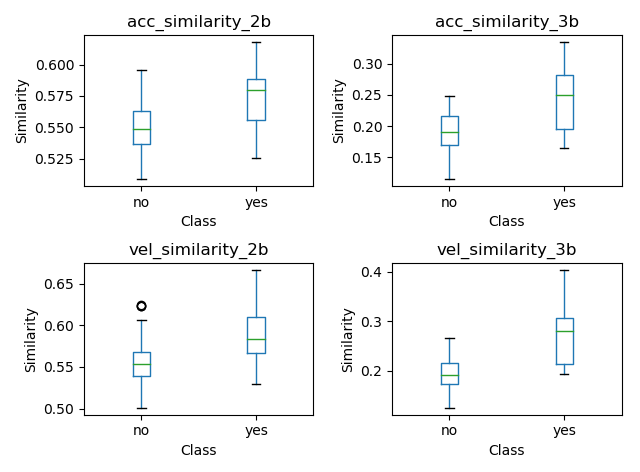 acc_similarity_2b
Similarity
0.600
0.575
0.550
0.525
no
yes
Class
acc_similarity_3b
Similarity
0.30
0.25
0.20
0.15
no
yes
Class
vel_similarity_2b
Similarity
0.65
0.60
0.55
0.50
no
yes
Class
vel_similarity_3b
Similarity
0.4
0.3
0.2
no
yes
Class